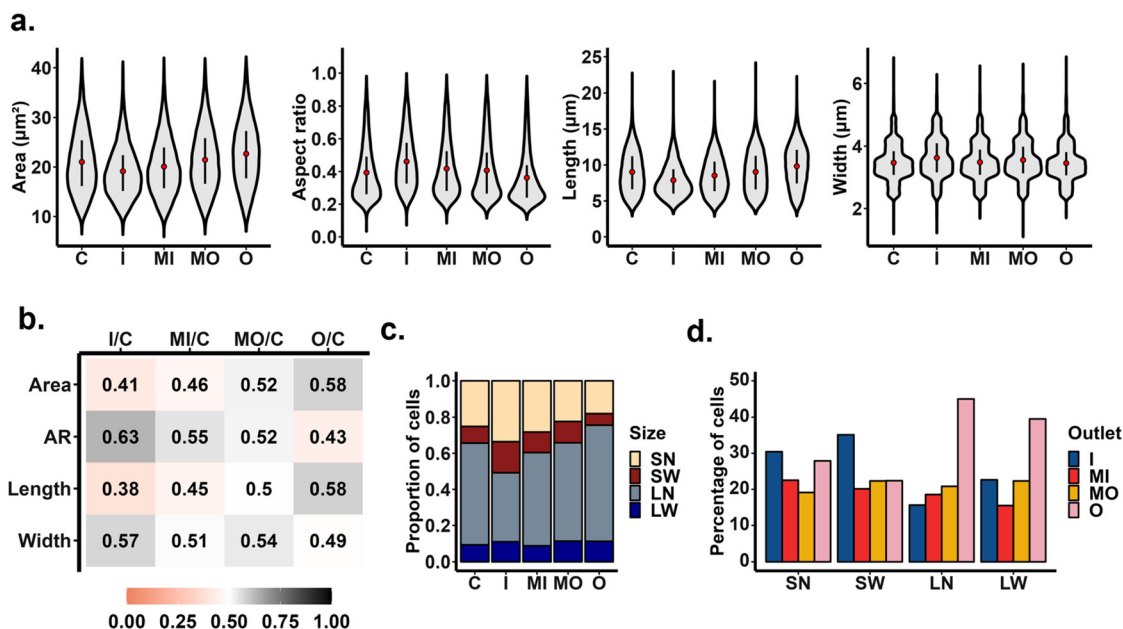 a.
Area (μm²)
40
30
20
10
C I MI MO O
Aspect ratio
1.0
0.8
0.6
0.4
0.2
0.0
C I MI MO O
Length (μm)
25
20
15
10
5
0
C I MI MO O
Width (μm)
6
4
2
C I MI MO O
b.
I/C MI/C MO/C O/C
Area 0.41 0.46 0.52 0.58
AR 0.63 0.55 0.52 0.43
Length 0.38 0.45 0.5 0.58
Width 0.57 0.51 0.54 0.49
0.00 0.25 0.50 0.75 1.00
c.
Proportion of cells
1.0
0.8
0.6
0.4
0.2
0.0
C I MI MO O
Size
SN
SW
LN
LW
d.
Percentage of cells
50
40
30
20
10
0
SN SW LN LW
Outlet
I
MI
MO
O